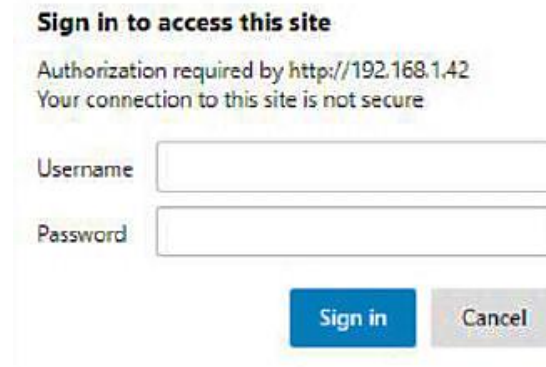 Sign in to access this site
Authorization required by http://192.168.1.42
Your connection to this site is not secure
Username
Password
Sign in
Cancel